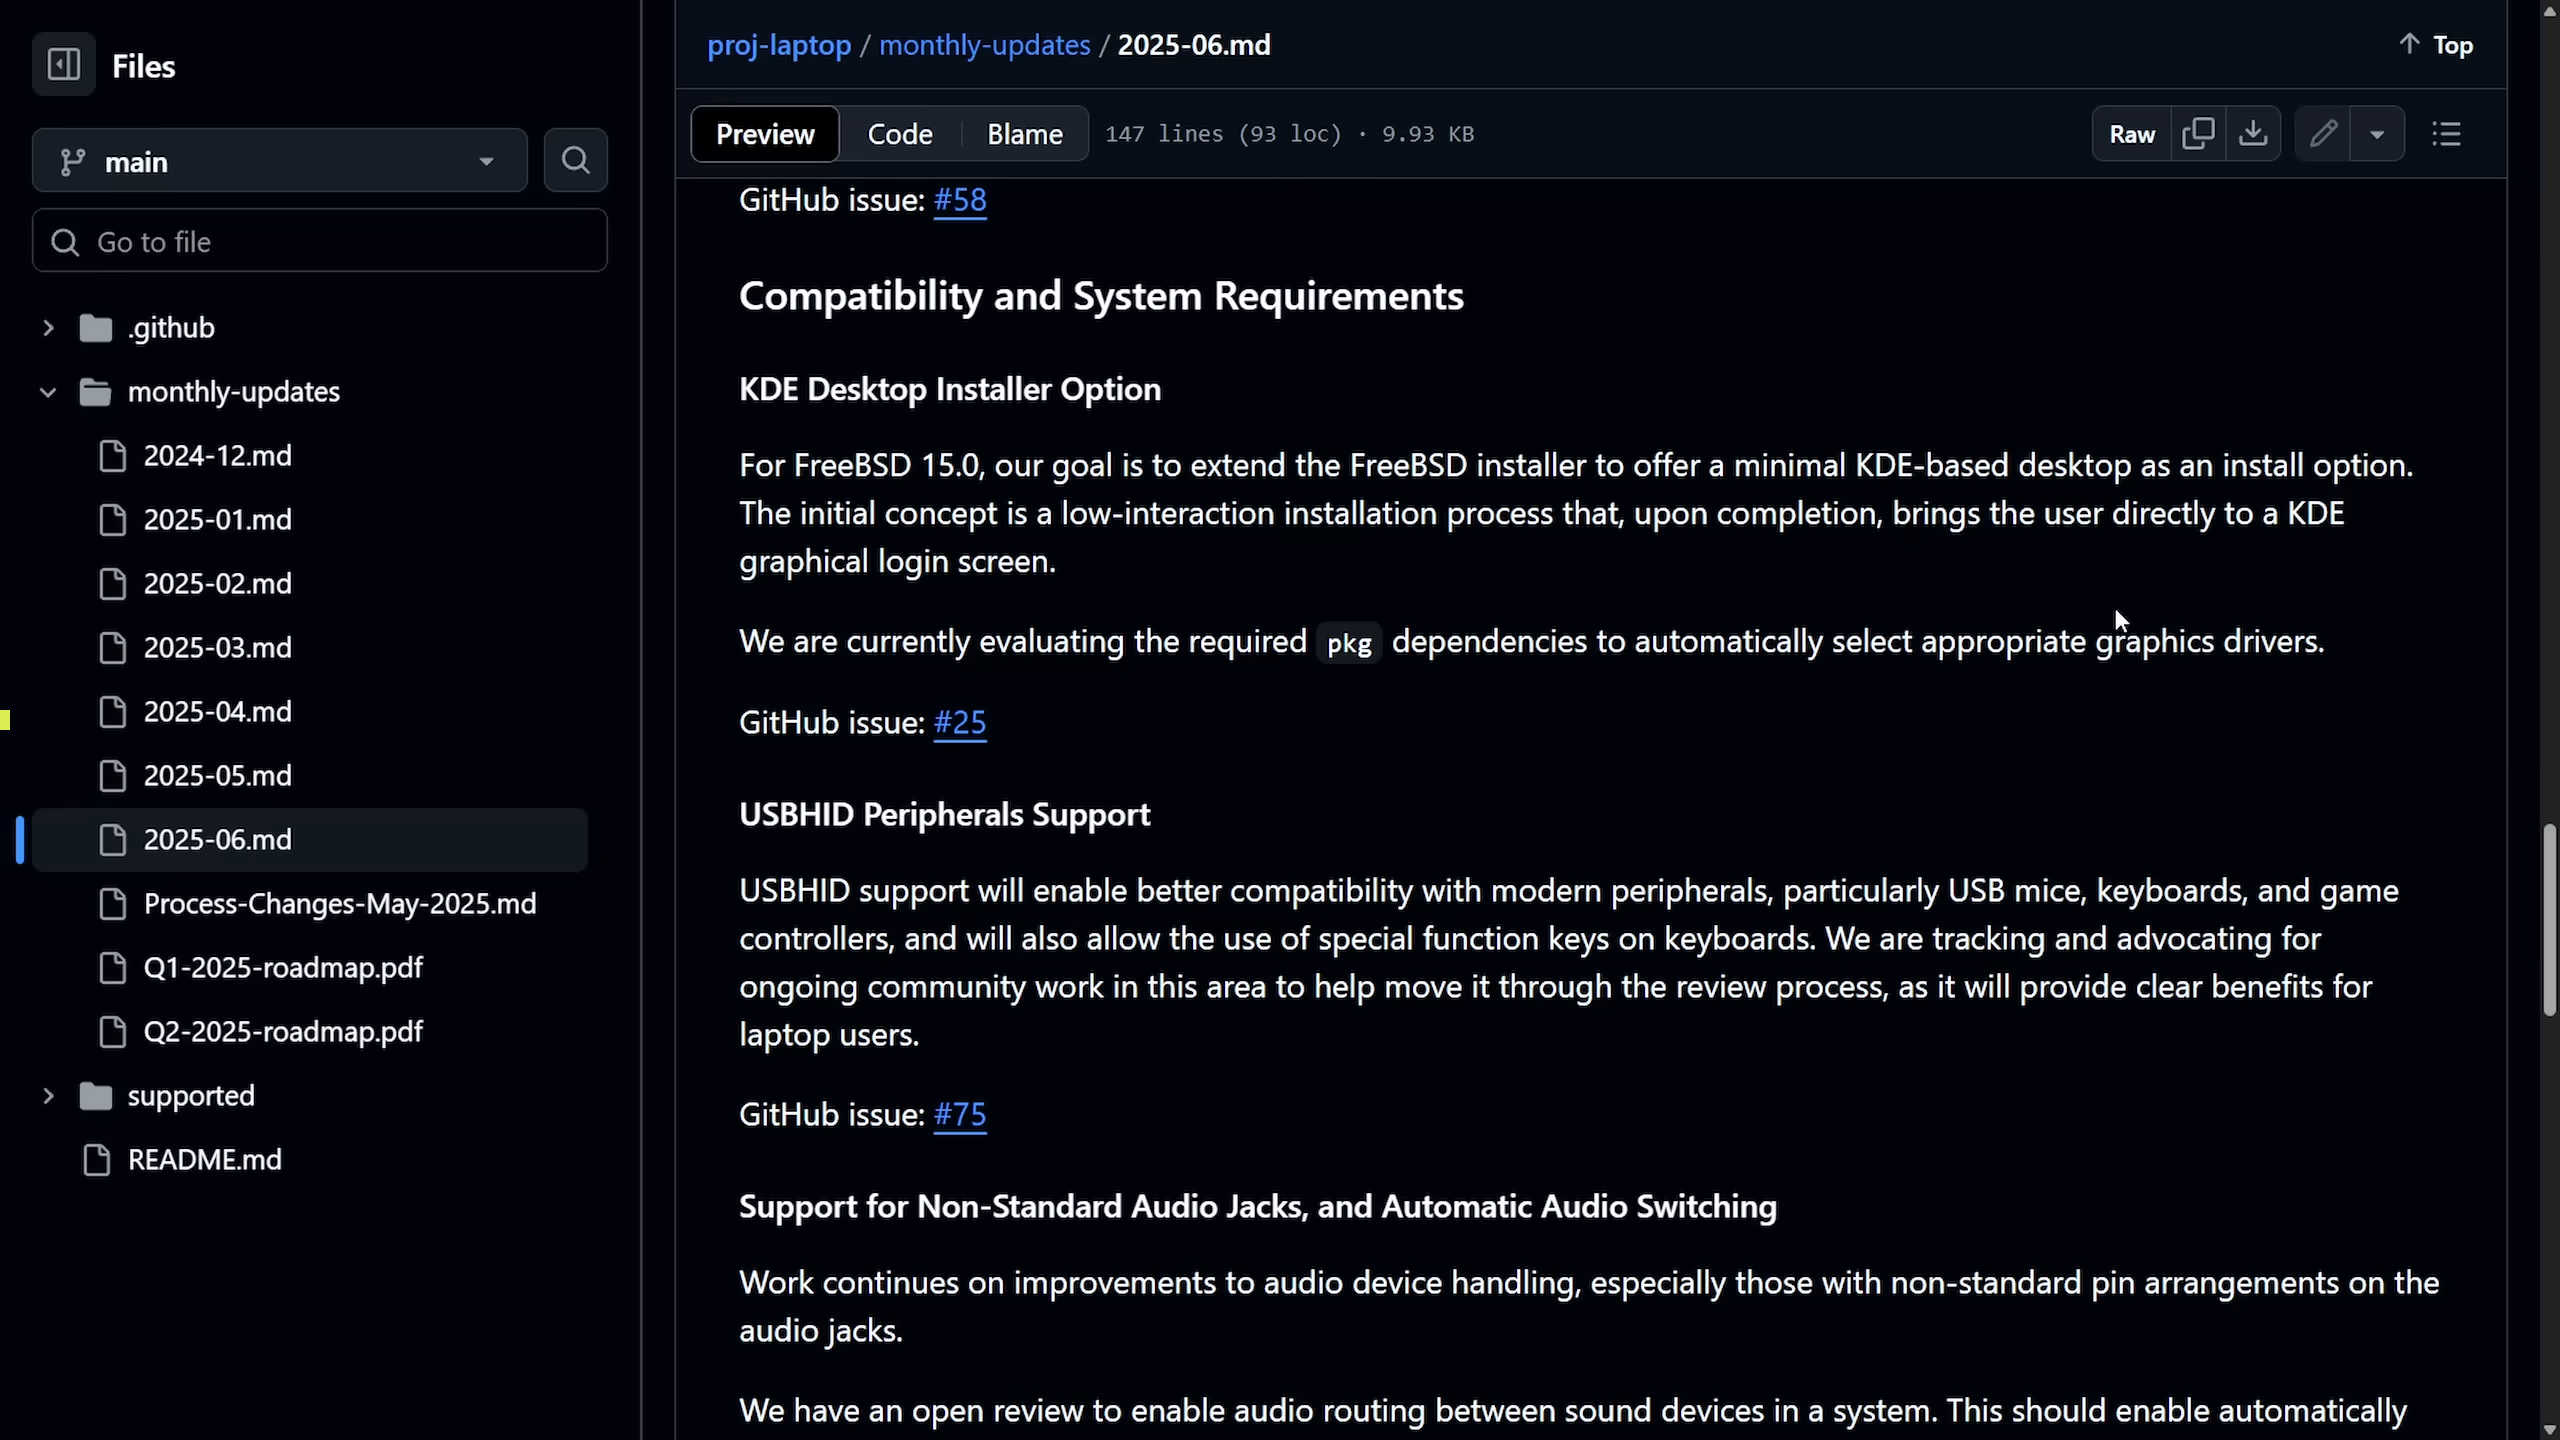 Files
main
Go to file
.github
monthly-updates
2024-12.md
2025-01.md
2025-02.md
2025-03.md
2025-04.md
2025-05.md
2025-06.md
Process-Changes-May-2025.md
Q1-2025-roadmap.pdf
Q2-2025-roadmap.pdf
supported
README.md
proj-laptop / monthly-updates / 2025-06.md
Top
Preview Code Blame 147 lines (93 loc) · 9.93 KB
Raw
GitHub issue: #58
Compatibility and System Requirements
KDE Desktop Installer Option
For FreeBSD 15.0, our goal is to extend the FreeBSD installer to offer a minimal KDE-based desktop as an install option.
The initial concept is a low-interaction installation process that, upon completion, brings the user directly to a KDE
graphical login screen.
We are currently evaluating the required pkg dependencies to automatically select appropriate graphics drivers.
GitHub issue: #25
USBHID Peripherals Support
USBHID support will enable better compatibility with modern peripherals, particularly USB mice, keyboards, and game
controllers, and will also allow the use of special function keys on keyboards. We are tracking and advocating for
ongoing community work in this area to help move it through the review process, as it will provide clear benefits for
laptop users.
GitHub issue: #75
Support for Non-Standard Audio Jacks, and Automatic Audio Switching
Work continues on improvements to audio device handling, especially those with non-standard pin arrangements on the
audio jacks.
We have an open review to enable audio routing between sound devices in a system. This should enable automatically